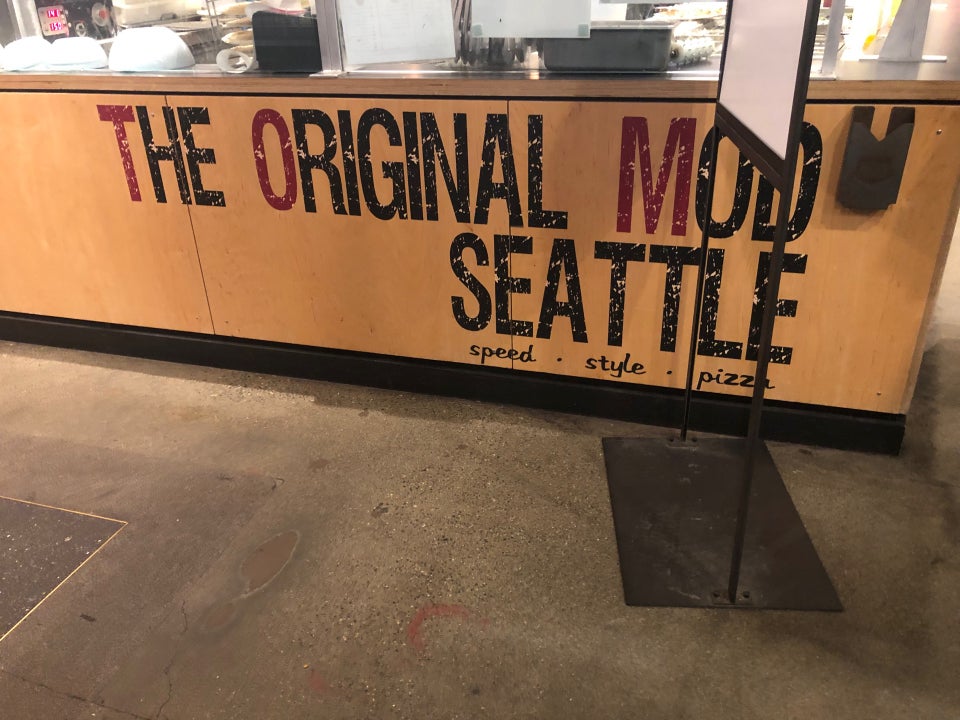 THE ORIGINAL MOD
SEATTLE
speed · style · pizza